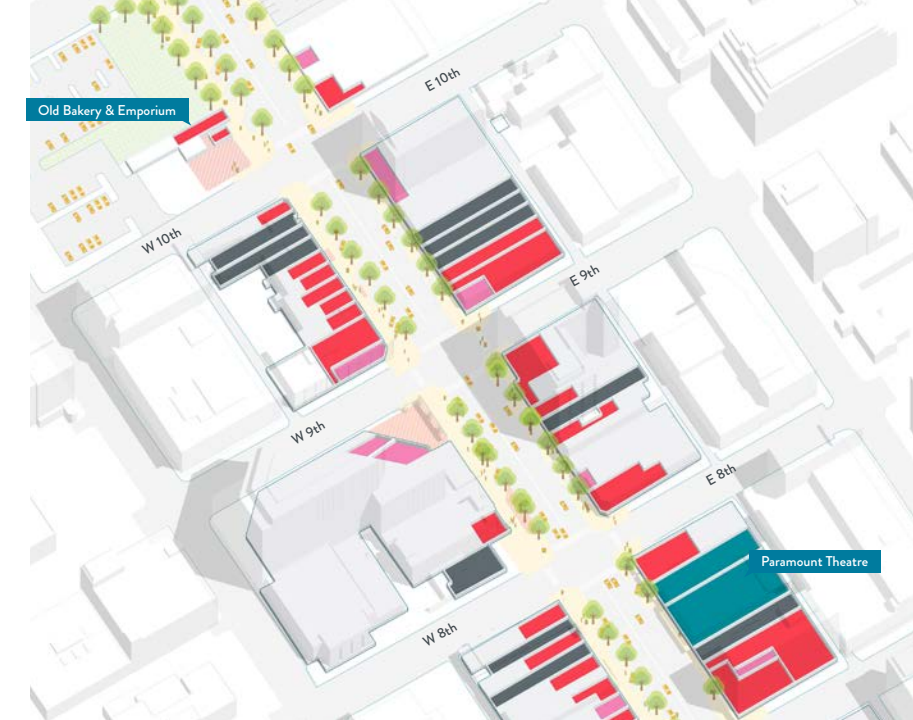 E 10th
Old Bakery & Emporium
W 10th
E 9th
W 9th
E 8th
Paramount Theatre
W 8th